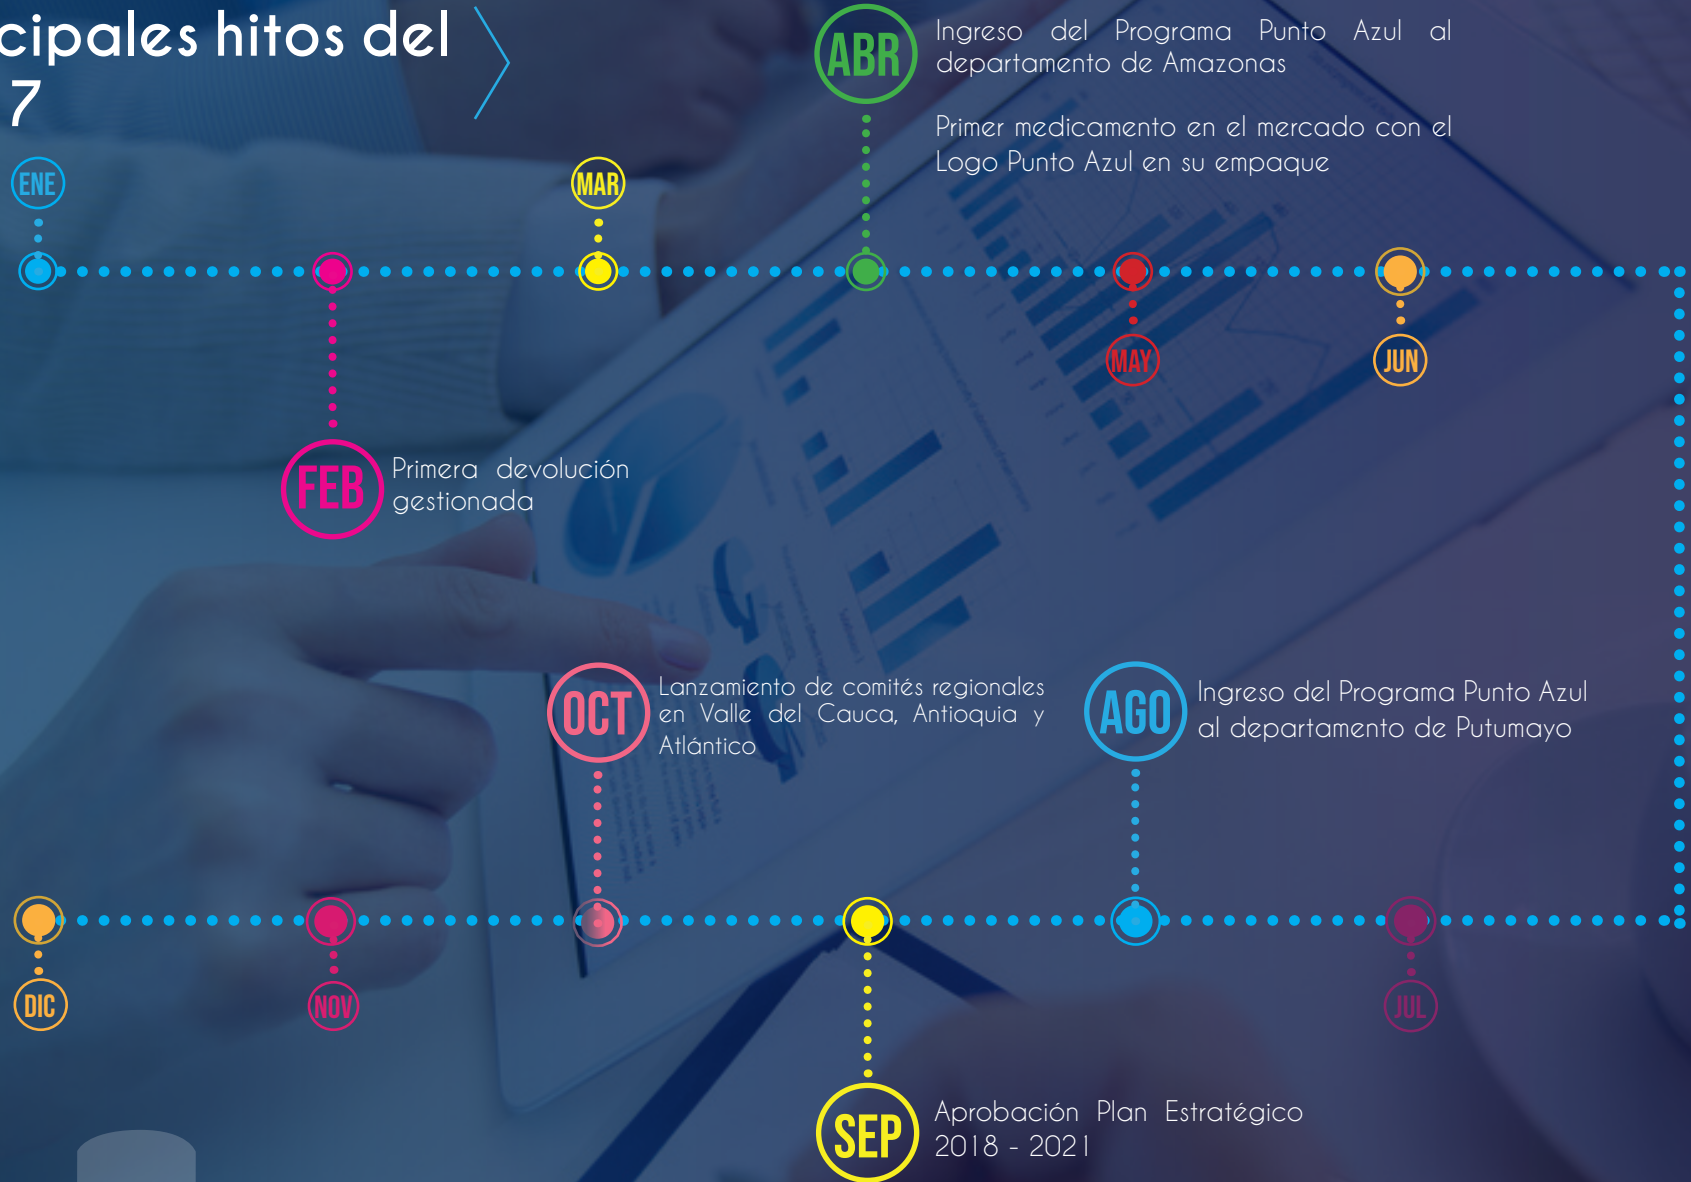 cipales hitos del
7
ENE
MAR
ABR
Ingreso del Programa Punto Azul al
departamento de Amazonas
Primer medicamento en el mercado con el
Logo Punto Azul en su empaque
MAY
JUN
FEB
Primera devolución
gestionada
OCT
Lanzamiento de comités regionales
en Valle del Cauca, Antioquia y
Atlántico
AGO
Ingreso del Programa Punto Azul
al departamento de Putumayo
DIC
NOV
JUL
SEP
Aprobación Plan Estratégico
2018 - 2021